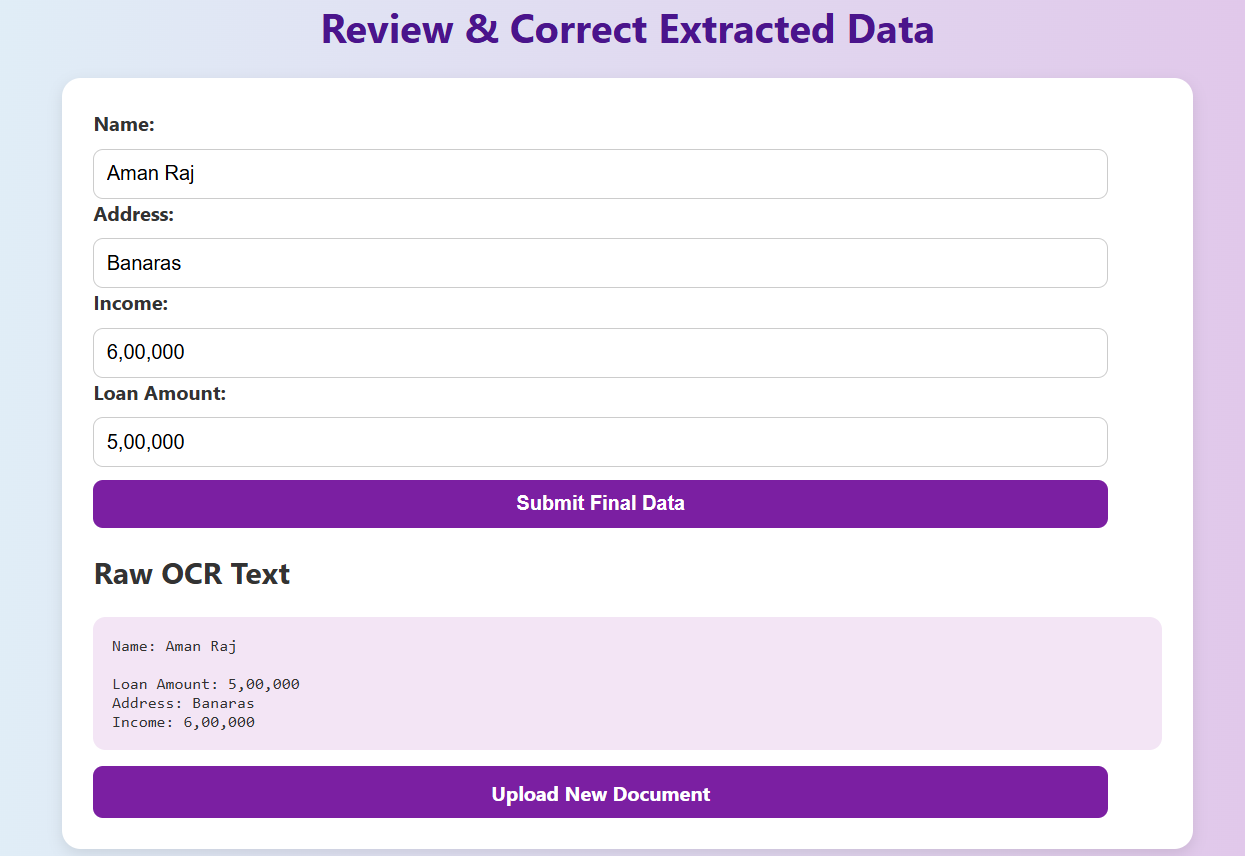 Review & Correct Extracted Data
Name:
Aman Raj
Address:
Banaras
Income:
6,00,000
Loan Amount:
5,00,000
Submit Final Data
Raw OCR Text
Name: Aman Raj
Loan Amount: 5,00,000
Address: Banaras
Income: 6,00,000
Upload New Document